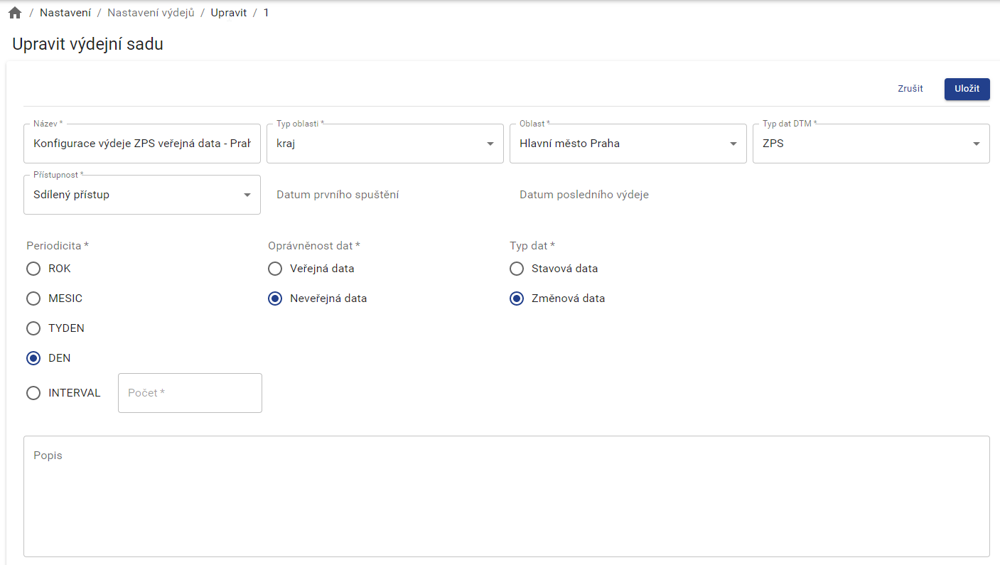 / Nastavení / Nastavení výdejů / Upravit / 1
Upravit výdejní sadu
Zrušit Uložit
Název * Typ oblasti * Oblast * Typ dat DTM *
Konfigurace výdeje ZPS veřejná data - Prah kraj Hlavní město Praha ZPS
Přístupnost *
Sdílený přístup Datum prvního spuštění Datum posledního výdeje
Periodicita * Oprávněnost dat * Typ dat *
ROK Veřejná data Stavová data
MESIC Neveřejná data Změnová data
TYDEN
DEN
INTERVAL Počet *
Popis